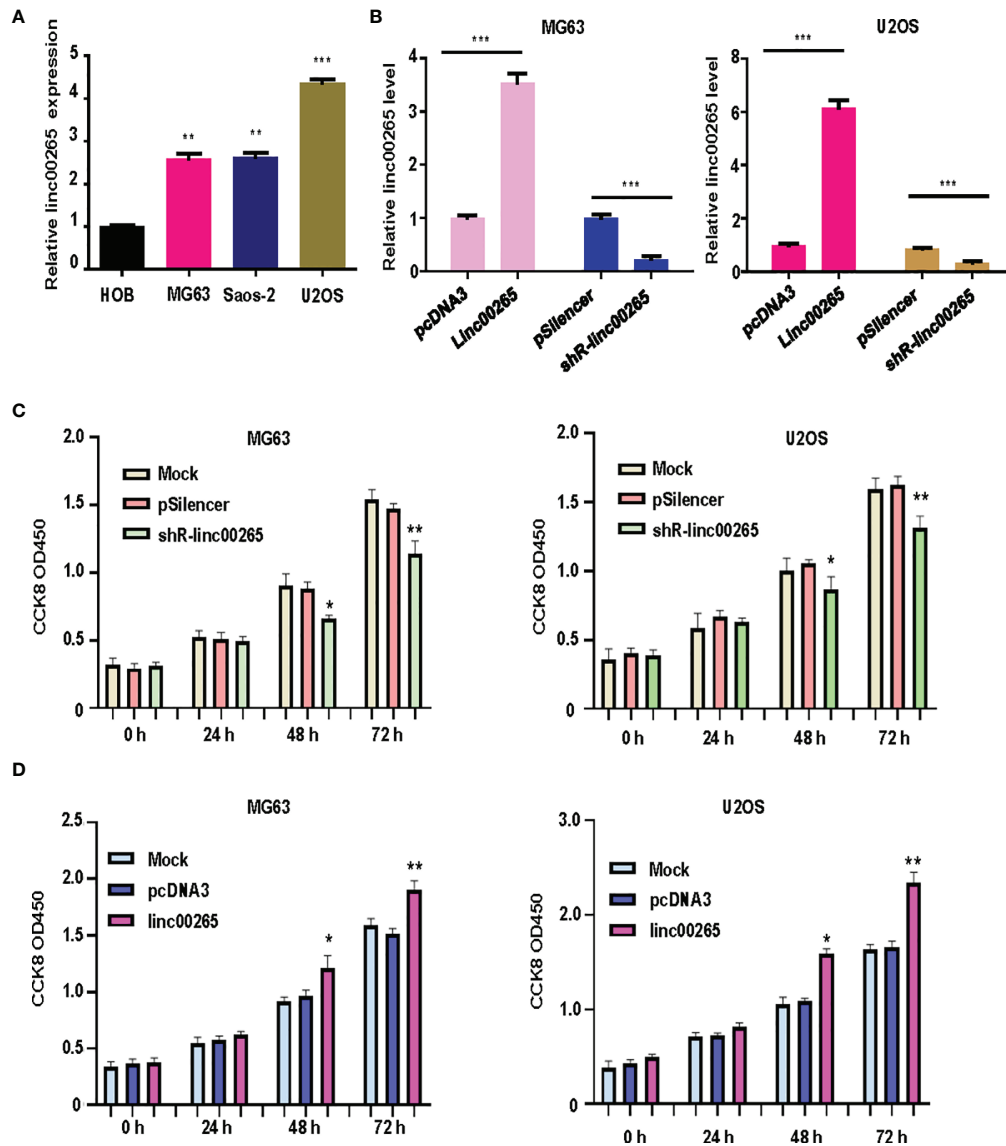 A
Relative linc00265 expression
5
4
3
2
1
0
**
**
***
HOB MG63 Saos-2 U2OS
B
MG63
Relative linc00265 level
4
3
2
1
0
***
***
pcDNA3
Linc00265
pSilencer
shR-linc00265
U2OS
Relative linc00265 level
8
6
4
2
0
***
***
pcDNA3
Linc00265
pSilencer
shR-linc00265
C
MG63
CCK8 OD450
2.0
1.5
1.0
0.5
0
Mock
pSilencer
shR-linc00265
*
**
0 h 24 h 48 h 72 h
U2OS
CCK8 OD450
2.0
1.5
1.0
0.5
0
Mock
pSilencer
shR-linc00265
*
**
0 h 24 h 48 h 72 h
D
MG63
CCK8 OD450
2.5
2.0
1.5
1.0
0.5
0
Mock
pcDNA3
linc00265
*
**
0 h 24 h 48 h 72 h
U2OS
CCK8 OD450
3.0
2.0
1.0
0.0
Mock
pcDNA3
linc00265
*
**
0 h 24 h 48 h 72 h